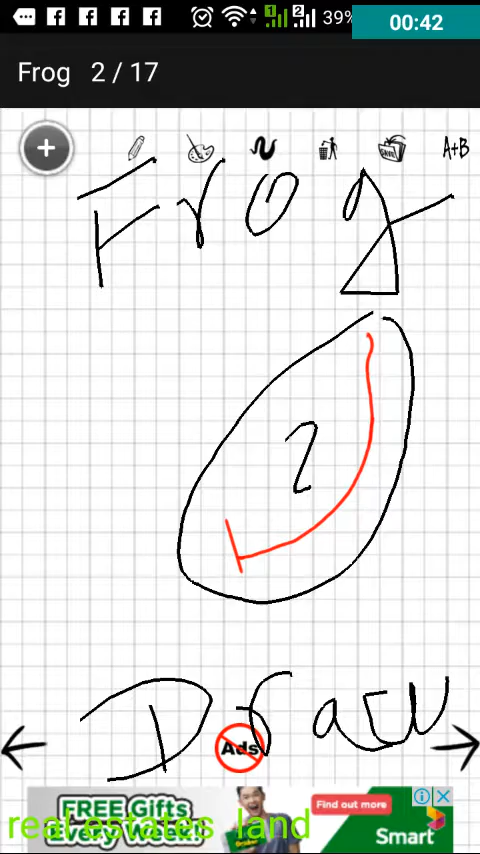 39% 00:42
Frog 2 / 17
A+B
Frog
2
Draw
Ads
FREE Gifts
Every Week!
Find out more
Smart
real estates land